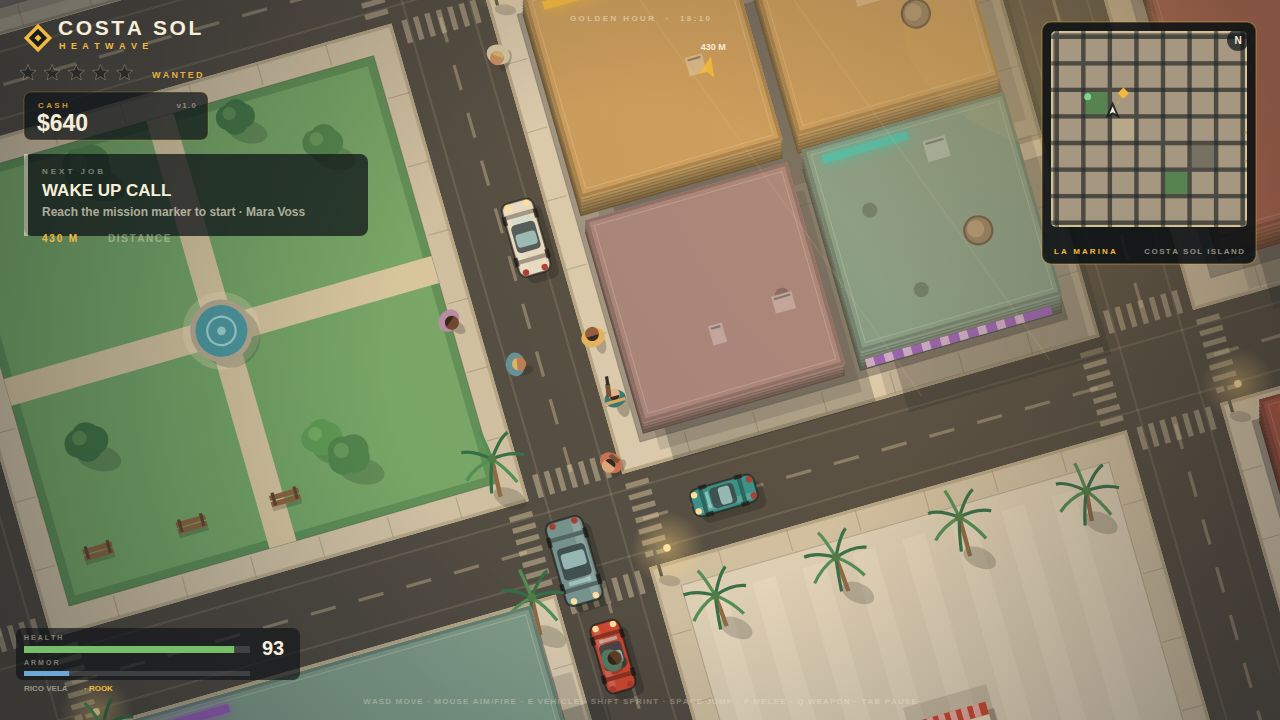 COSTA SOL
HEATWAVE
WANTED
CASH
v1.0
$640
NEXT JOB
WAKE UP CALL
Reach the mission marker to start · Mara Voss
430 M DISTANCE
GOLDEN HOUR · 18:10
430 M
N
LA MARINA
COSTA SOL ISLAND
HEALTH
93
ARMOR
RICO VELA · ROOK
WASD MOVE · MOUSE AIM/FIRE · E VEHICLE · SHIFT SPRINT · SPACE JUMP · F MELEE · Q WEAPON · TAB PAUSE